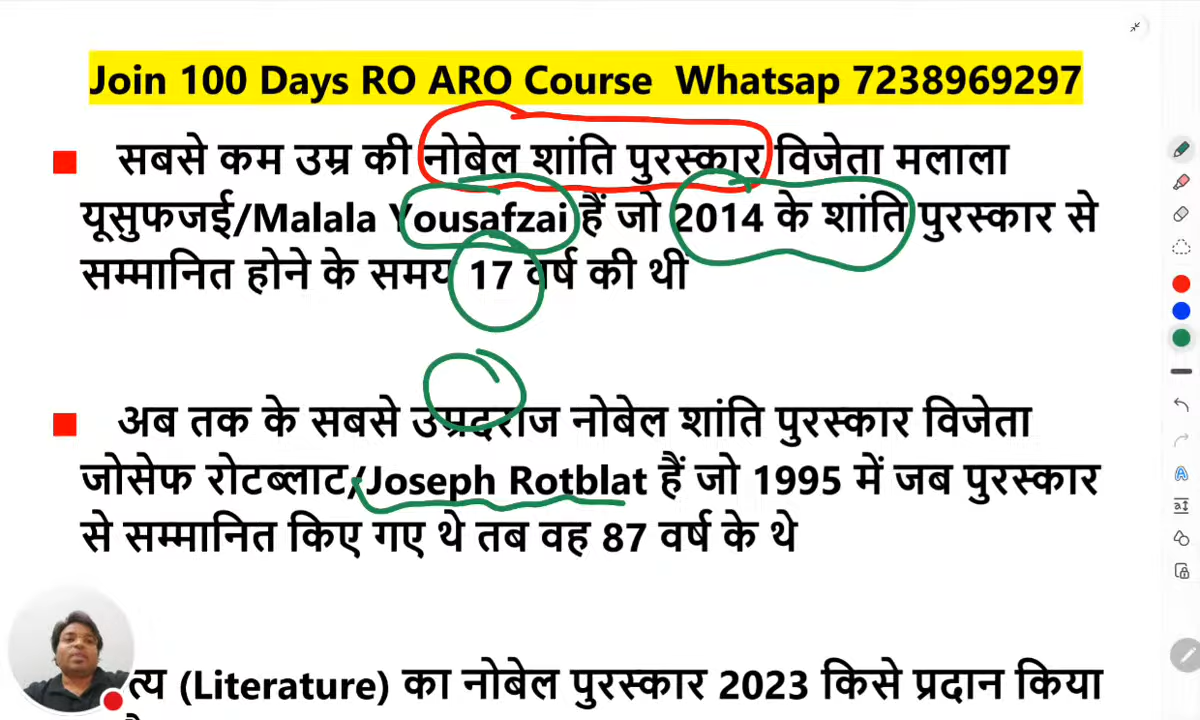 Join 100 Days RO ARO Course Whatsap 7238969297
सबसे कम उम्र की नोबेल शांति पुरस्कार विजेता मलाला
यूसुफजई/Malala Yousafzai हैं जो 2014 के शांति पुरस्कार से
सम्मानित होने के समय 17 वर्ष की थी
अब तक के सबसे उम्रदराज नोबेल शांति पुरस्कार विजेता
जोसेफ रोटब्लाट/Joseph Rotblat हैं जो 1995 में जब पुरस्कार
से सम्मानित किए गए थे तब वह 87 वर्ष के थे
त्य (Literature) का नोबेल पुरस्कार 2023 किसे प्रदान किया